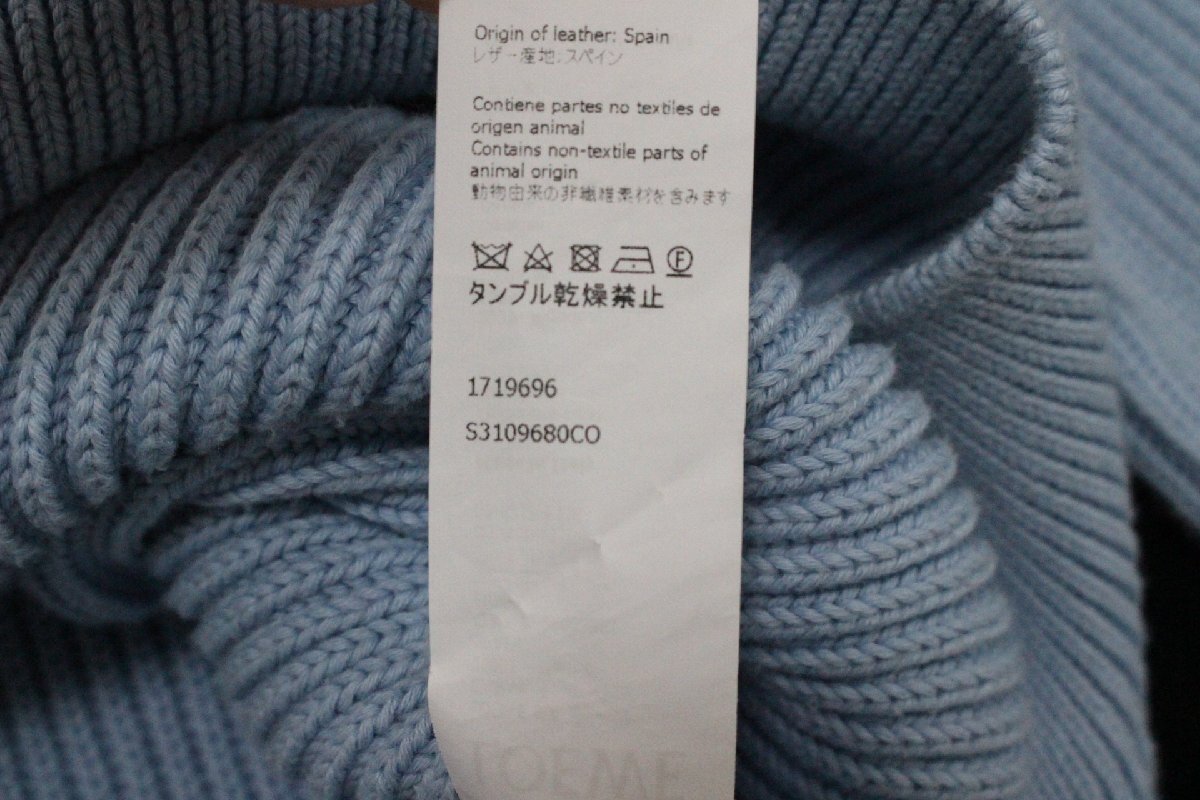 Origin of leather: Spain
レザー産地:スペイン
Contiene partes no textiles de
origen animal
Contains non-textile parts of
animal origin
動物由来の非繊維素材を含みます
F
タンブル乾燥禁止
1719696
S3109680CO
LOEWE